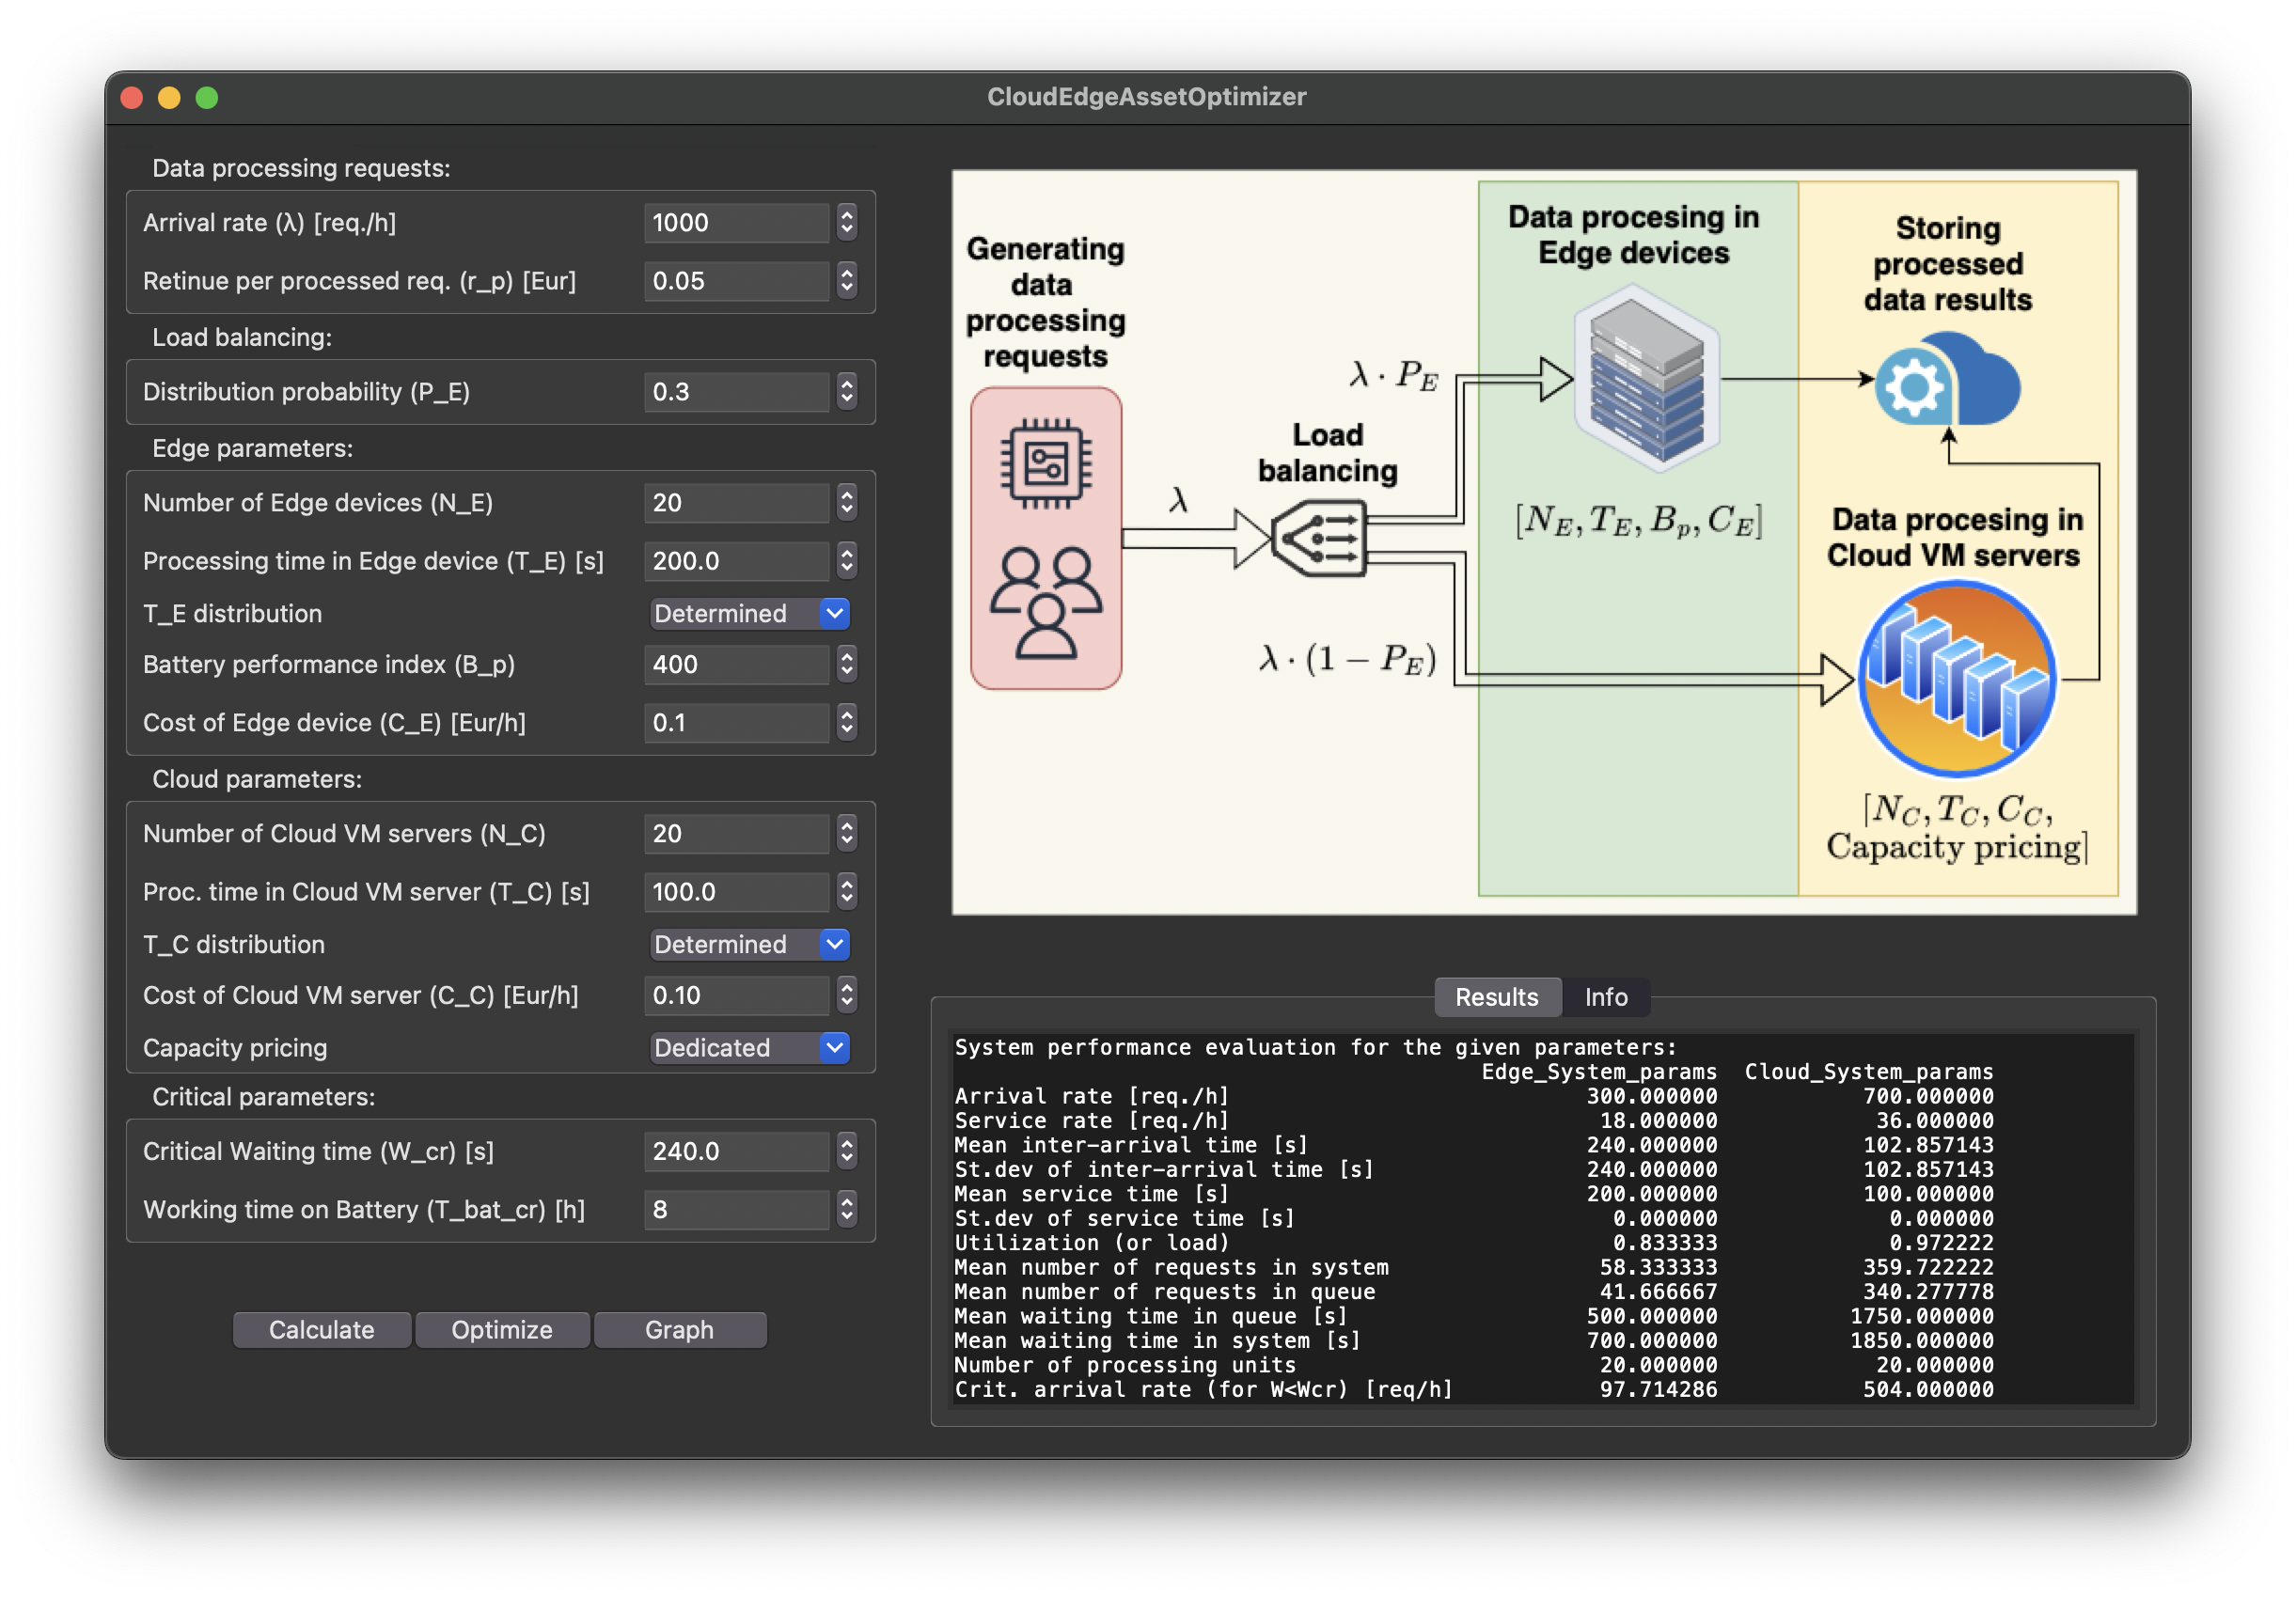 CloudEdgeAssetOptimizer
Data processing requests:
Arrival rate (λ) [req./h] 1000
Retinue per processed req. (r_p) [Eur] 0.05
Load balancing:
Distribution probability (P_E) 0.3
Edge parameters:
Number of Edge devices (N_E) 20
Processing time in Edge device (T_E) [s] 200.0
T_E distribution Determined
Battery performance index (B_p) 400
Cost of Edge device (C_E) [Eur/h] 0.1
Cloud parameters:
Number of Cloud VM servers (N_C) 20
Proc. time in Cloud VM server (T_C) [s] 100.0
T_C distribution Determined
Cost of Cloud VM server (C_C) [Eur/h] 0.10
Capacity pricing Dedicated
Critical parameters:
Critical Waiting time (W_cr) [s] 240.0
Working time on Battery (T_bat_cr) [h] 8
Calculate Optimize Graph
Generating
data
processing
requests
λ
Load
balancing
λ · P_E
λ · (1 − P_E)
Data procesing in
Edge devices
[N_E, T_E, B_p, C_E]
Storing
processed
data results
Data procesing in
Cloud VM servers
[N_C, T_C, C_C,
Capacity pricing]
Results Info
System performance evaluation for the given parameters:
Edge_System_params Cloud_System_params
Arrival rate [req./h] 300.000000 700.000000
Service rate [req./h] 18.000000 36.000000
Mean inter-arrival time [s] 240.000000 102.857143
St.dev of inter-arrival time [s] 240.000000 102.857143
Mean service time [s] 200.000000 100.000000
St.dev of service time [s] 0.000000 0.000000
Utilization (or load) 0.833333 0.972222
Mean number of requests in system 58.333333 359.722222
Mean number of requests in queue 41.666667 340.277778
Mean waiting time in queue [s] 500.000000 1750.000000
Mean waiting time in system [s] 700.000000 1850.000000
Number of processing units 20.000000 20.000000
Crit. arrival rate (for W<Wcr) [req/h] 97.714286 504.000000